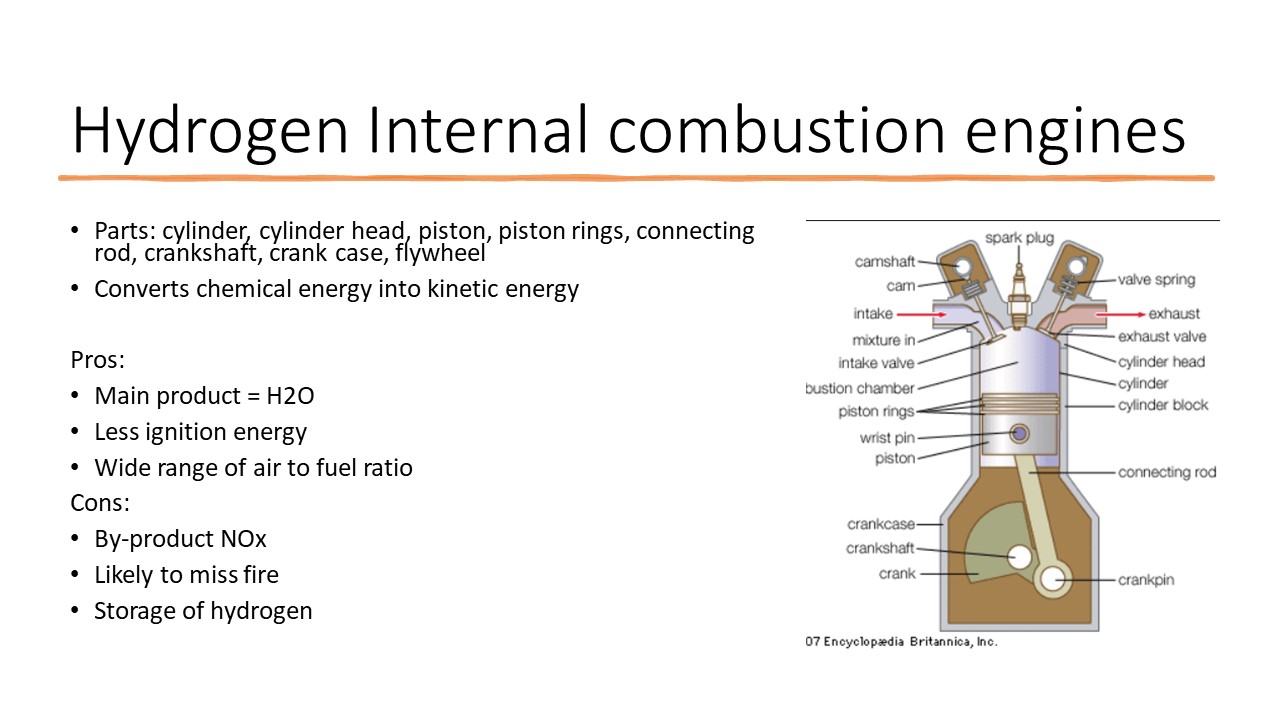 Hydrogen Internal combustion engines
• Parts: cylinder, cylinder head, piston, piston rings, connecting
rod, crankshaft, crank case, flywheel
• Converts chemical energy into kinetic energy
Pros:
• Main product = H2O
• Less ignition energy
• Wide range of air to fuel ratio
Cons:
• By-product NOx
• Likely to miss fire
• Storage of hydrogen
spark plug
camshaft
cam
valve spring
intake
exhaust
mixture in
exhaust valve
intake valve
cylinder head
bustion chamber
cylinder
piston rings
cylinder block
wrist pin
piston
connecting rod
crankcase
crankshaft
crank
crankpin
07 Encyclopædia Britannica, Inc.